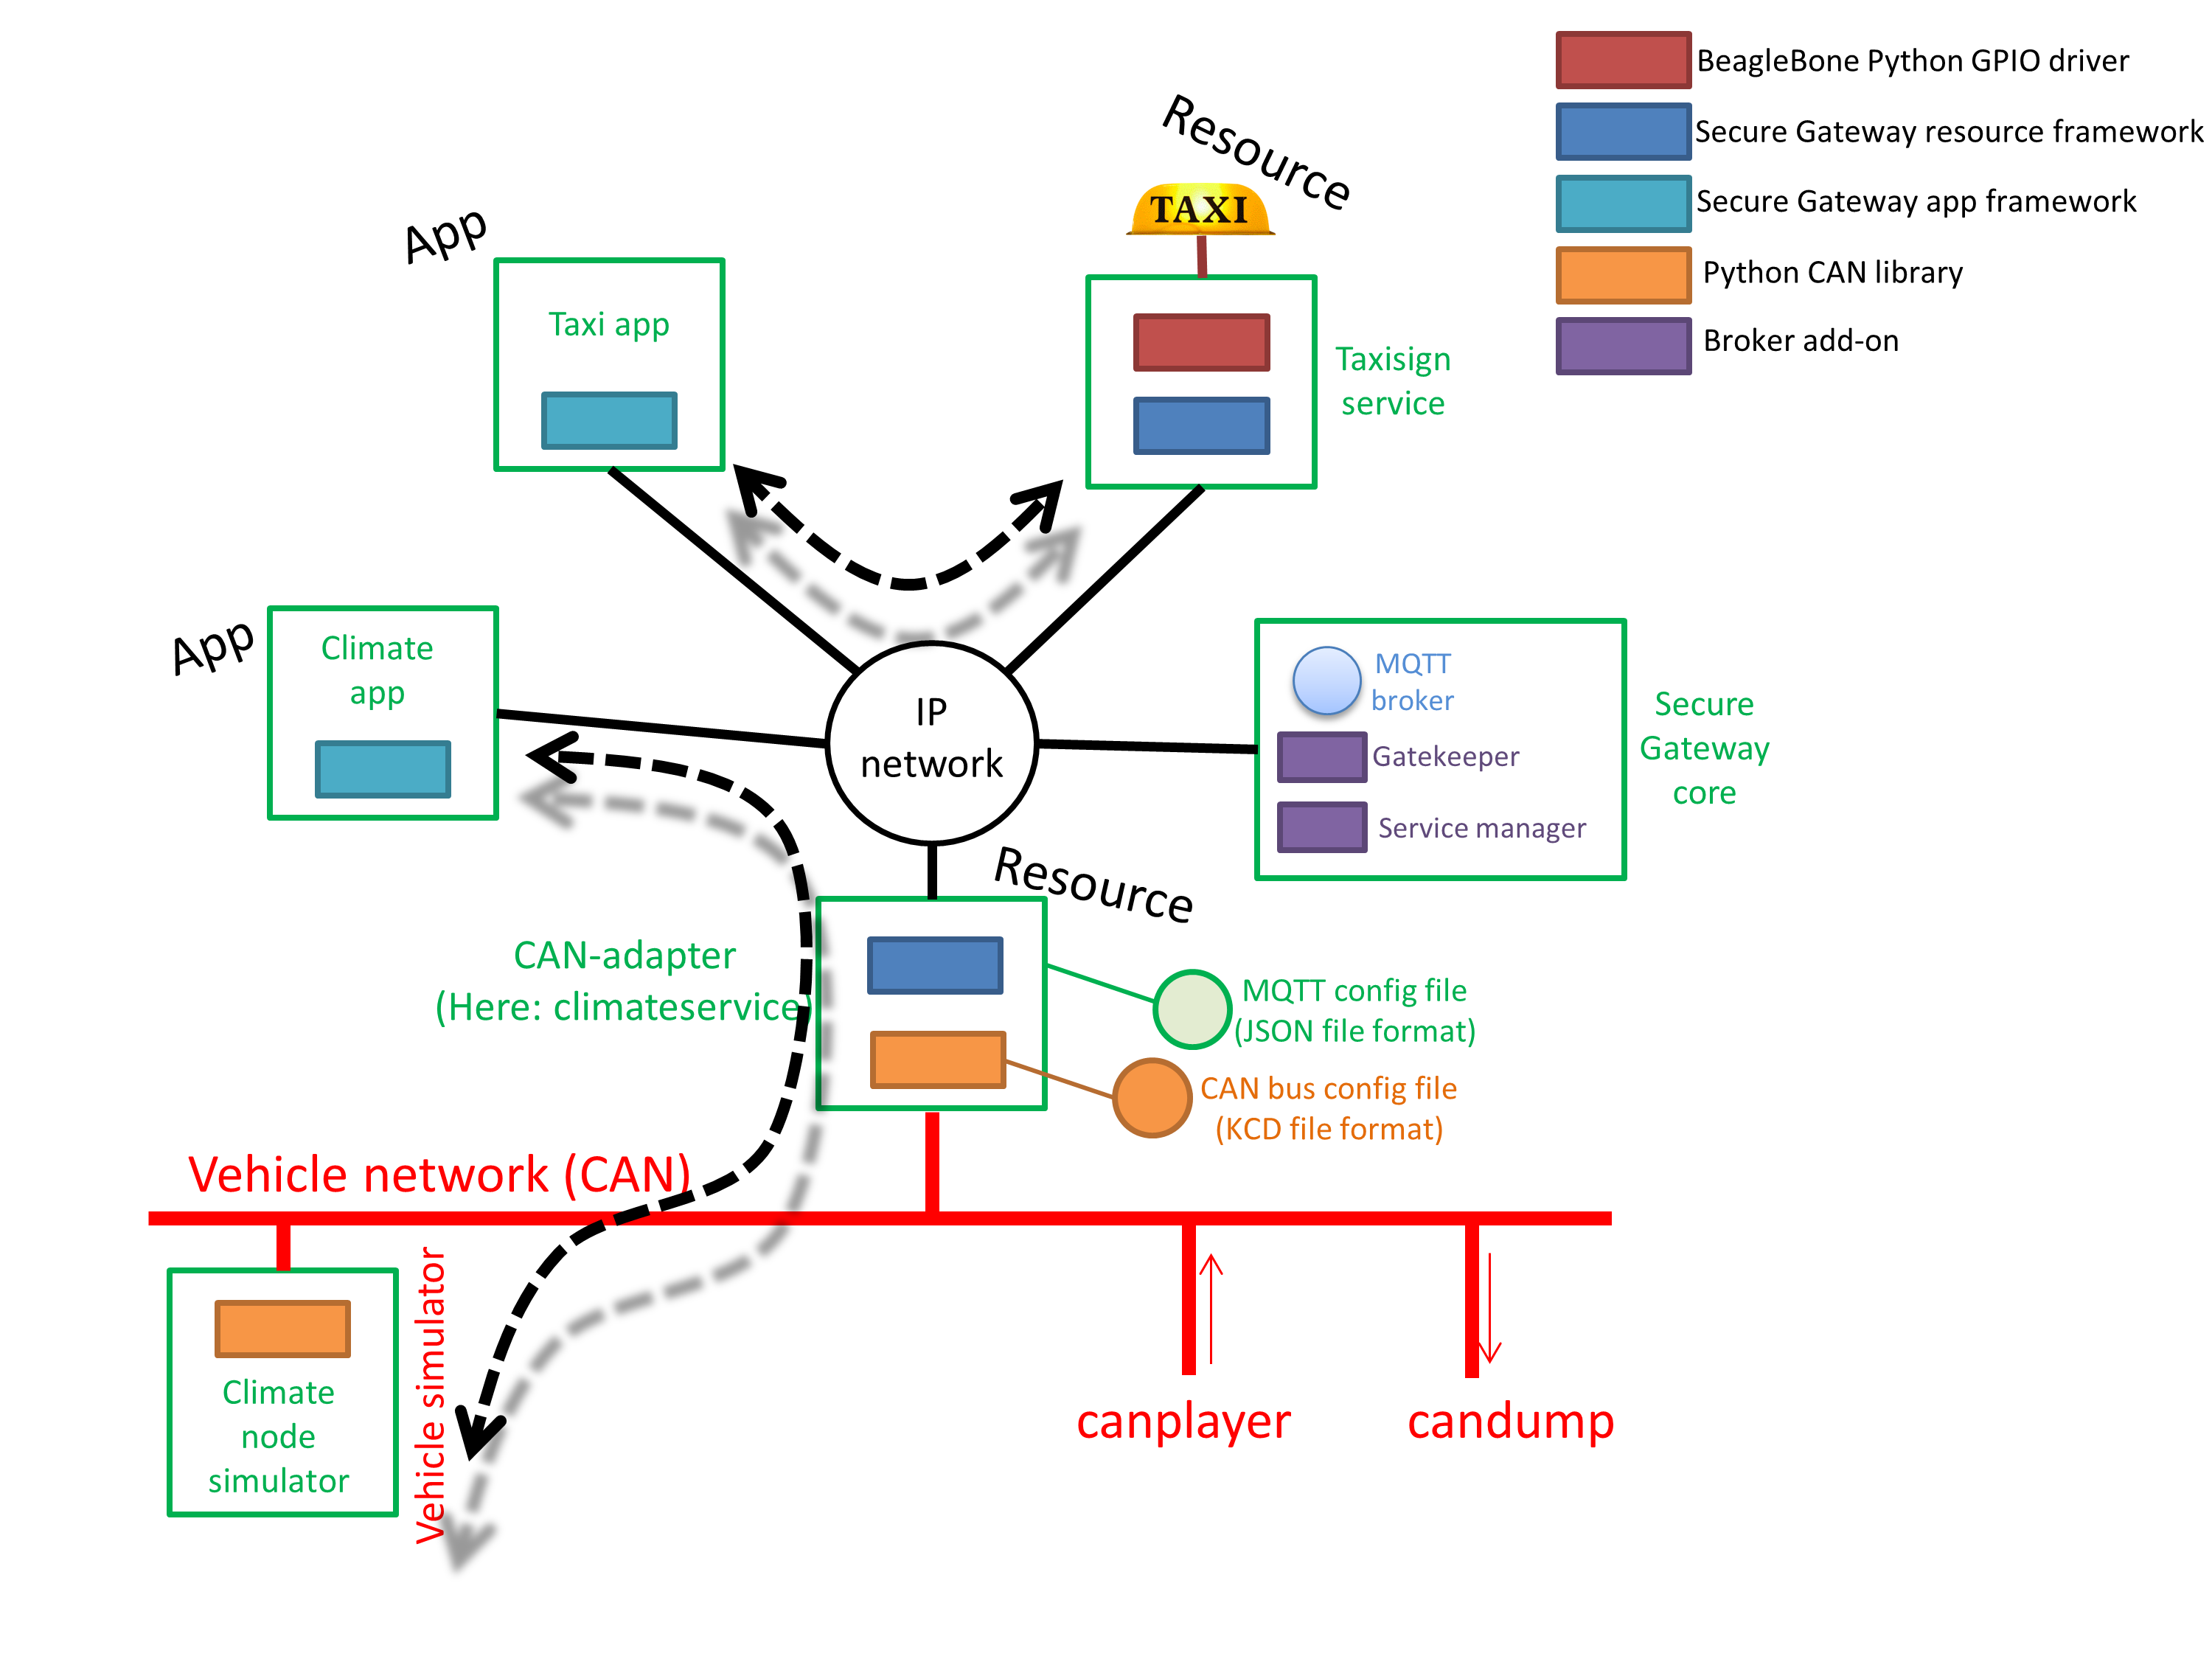 BeagleBone Python GPIO driver
Secure Gateway resource framework
Secure Gateway app framework
Python CAN library
Broker add-on
Resource
TAXI
App
Taxi app
Taxisign
service
App
Climate
app
IP
network
MQTT
broker
Gatekeeper
Service manager
Secure
Gateway
core
Resource
CAN-adapter
(Here: climateservice)
MQTT config file
(JSON file format)
CAN bus config file
(KCD file format)
Vehicle network (CAN)
Vehicle simulator
Climate
node
simulator
canplayer
candump